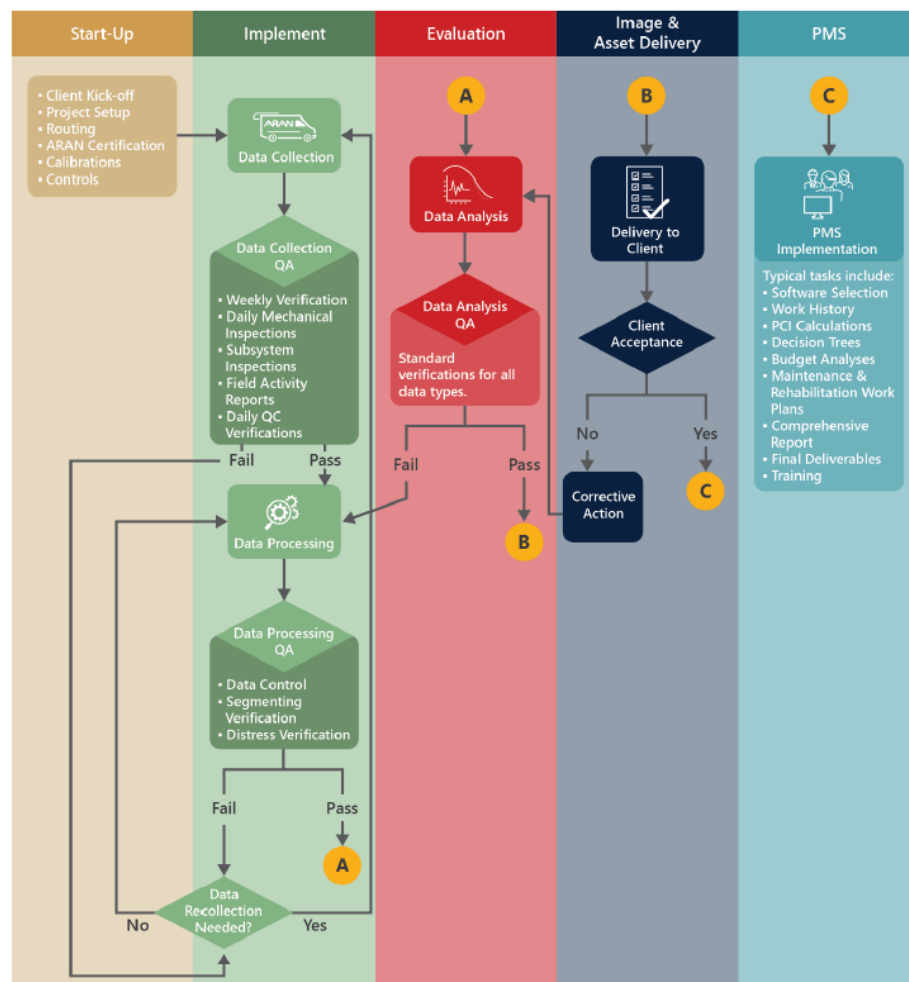 Start-Up
Implement
Evaluation
Image &
Asset Delivery
PMS
▪ Client Kick-off
▪ Project Setup
▪ Routing
▪ ARAN Certification
▪ Calibrations
▪ Controls
ARAN
Data Collection
Data Collection
QA
▪ Weekly Verification
▪ Daily Mechanical
Inspections
▪ Subsystem
Inspections
▪ Field Activity
Reports
▪ Daily QC
Verifications
Fail
Pass
Data Processing
Data Processing
QA
▪ Data Control
▪ Segmenting
Verification
▪ Distress Verification
Fail
Pass
A
Data
Recollection
Needed?
No
Yes
A
Data Analysis
Data Analysis
QA
Standard
verifications for all
data types.
Fail
Pass
B
B
Delivery to
Client
Client
Acceptance
No
Yes
Corrective
Action
C
C
PMS
Implementation
Typical tasks include:
▪ Software Selection
▪ Work History
▪ PCI Calculations
▪ Decision Trees
▪ Budget Analyses
▪ Maintenance &
Rehabilitation Work
Plans
▪ Comprehensive
Report
▪ Final Deliverables
▪ Training